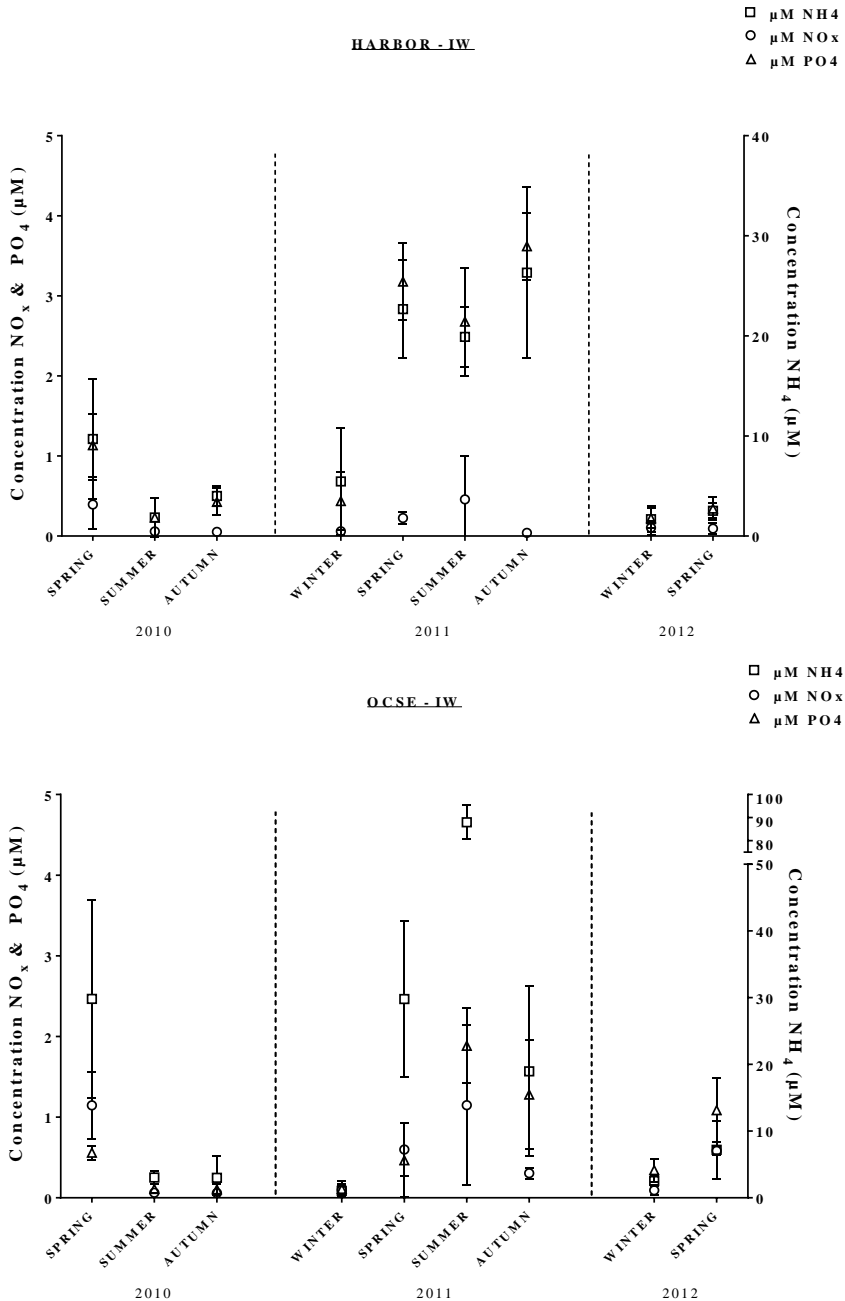 μM NH4
μM NOx
μM PO4
HARBOR - IW
Concentration NOx & PO4 (μM)
5
4
3
2
1
0
40
30
20
10
0
Concentration NH4 (μM)
SPRING SUMMER AUTUMN WINTER SPRING SUMMER AUTUMN WINTER SPRING
2010 2011 2012
μM NH4
μM NOx
μM PO4
OCSE - IW
Concentration NOx & PO4 (μM)
5
4
3
2
1
0
100
90
80
50
40
30
20
10
0
Concentration NH4 (μM)
SPRING SUMMER AUTUMN WINTER SPRING SUMMER AUTUMN WINTER SPRING
2010 2011 2012